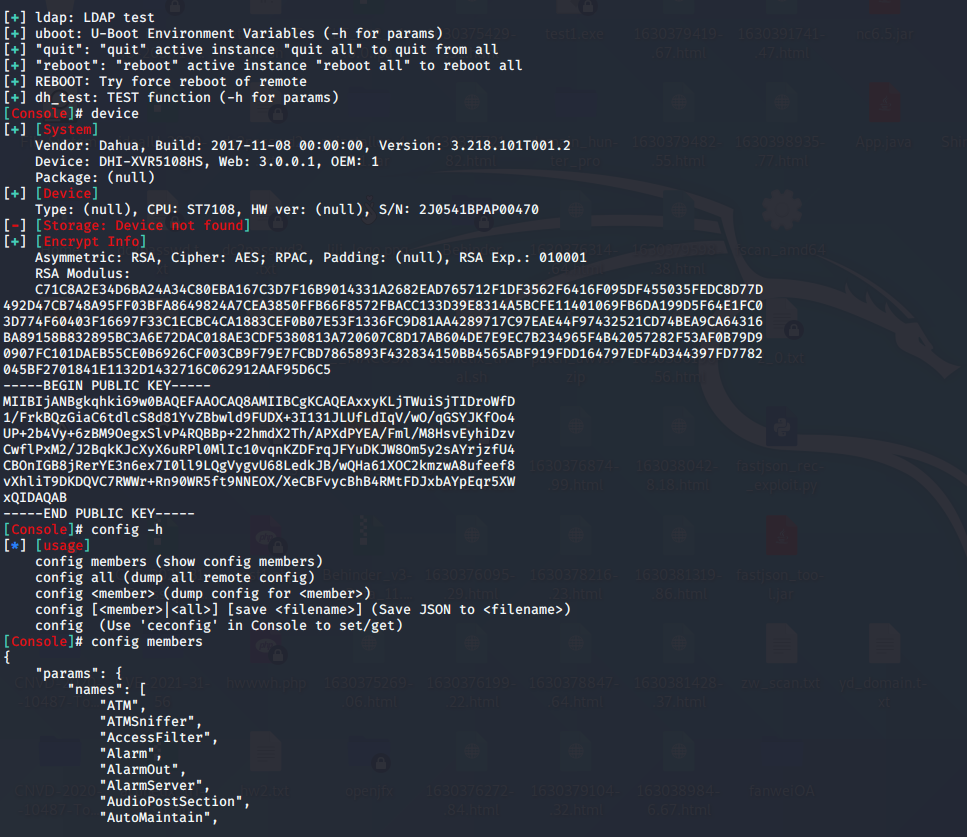 [+] ldap: LDAP test
[+] uboot: U-Boot Environment Variables (-h for params)
[+] "quit": "quit" active instance "quit all" to quit from all
[+] "reboot": "reboot" active instance "reboot all" to reboot all
[+] REBOOT: Try force reboot of remote
[+] dh_test: TEST function (-h for params)
[Console]# device
[+] [System]
Vendor: Dahua, Build: 2017-11-08 00:00:00, Version: 3.218.101T001.2
Device: DHI-XVR5108HS, Web: 3.0.0.1, OEM: 1
Package: (null)
[+] [Device]
Type: (null), CPU: ST7108, HW ver: (null), S/N: 2J0541BPAP00470
[-] [Storage: Device not found]
[+] [Encrypt Info]
Asymmetric: RSA, Cipher: AES; RPAC, Padding: (null), RSA Exp.: 010001
RSA Modulus:
C71C8A2E34D6BA24A34C80EBA167C3D7F16B9014331A2682EAD765712F1DF3562F6416F095DF455035FEDC8D77D
492D47CB748A95FF03BFA8649824A7CEA3850FFB66F8572FBACC133D39E8314A5BCFE11401069FB6DA199D5F64E1FC0
3D774F60403F16697F33C1ECBC4CA1883CEF0B07E53F1336FC9D81AA4289717C97EAE44F97432521CD74BEA9CA64316
BA89158B832895BC3A6E72DAC018AE3CDF5380813A720607C8D17AB604DE7E9EC7B234965F4B42057282F53AF0B79D9
0907FC101DAEB55CE0B6926CF003CB9F79E7FCBD7865893F432834150BB4565ABF919FDD164797EDF4D344397FD7782
045BF2701841E1132D1432716C062912AAF95D6C5
-----BEGIN PUBLIC KEY-----
MIIBIjANBgkqhkiG9w0BAQEFAAOCAQ8AMIIBCgKCAQEAxxyKLjTWuiSjTIDroWfD
1/FrkBQzGiaC6tdlcS8d81YvZBbwld9FUDX+3I131JLUfLdIqV/wO/qGSYJKfOo4
UP+2b4Vy+6zBM9OegxSlvP4RQBBp+22hmdX2Th/APXdPYEA/Fml/M8HsvEyhiDzv
CwflPxM2/J2BqkKJcXyX6uRPl0MlIc10vqnKZDFrqJFYuDKJW8Om5y2sAYrjzfU4
CBOnIGB8jRerYE3n6ex7I0ll9LQgVygvU68LedkJB/wQHa61XOC2kmzwA8ufeef8
vXhliT9DKDQVC7RWWr+Rn90WR5ft9NNEOX/XeCBFvycBhB4RMtFDJxbAYpEqr5XW
xQIDAQAB
-----END PUBLIC KEY-----
[Console]# config -h
[*] [usage]
config members (show config members)
config all (dump all remote config)
config <member> (dump config for <member>)
config [<member>|<all>] [save <filename>] (Save JSON to <filename>)
config  (Use 'ceconfig' in Console to set/get)
[Console]# config members
{
"params": {
"names": [
"ATM",
"ATMSniffer",
"AccessFilter",
"Alarm",
"AlarmOut",
"AlarmServer",
"AudioPostSection",
"AutoMaintain",